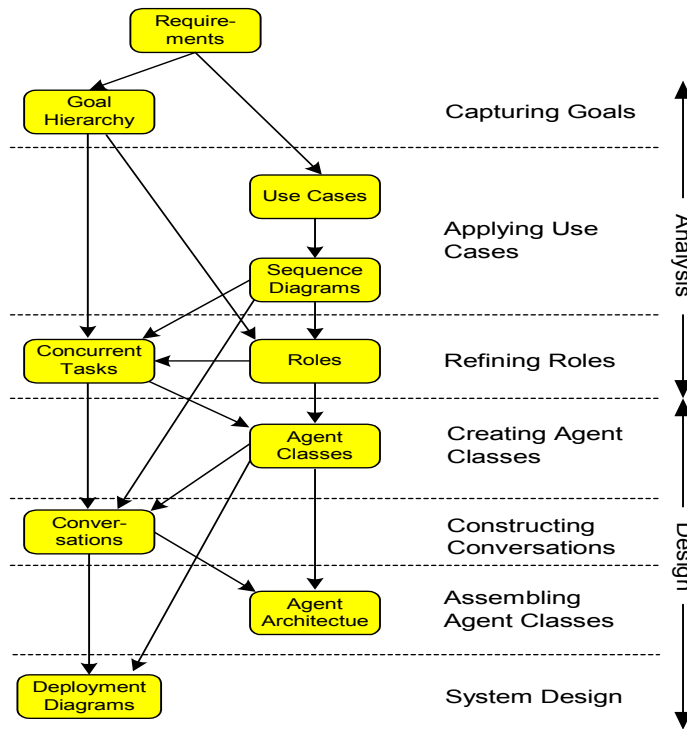 Require-
ments
Goal
Hierarchy
Capturing Goals
Use Cases
Applying Use
Cases
Analysis
Sequence
Diagrams
Concurrent
Tasks
Roles
Refining Roles
Agent
Classes
Creating Agent
Classes
Conver-
sations
Constructing
Conversations
Design
Agent
Architectue
Assembling
Agent Classes
Deployment
Diagrams
System Design